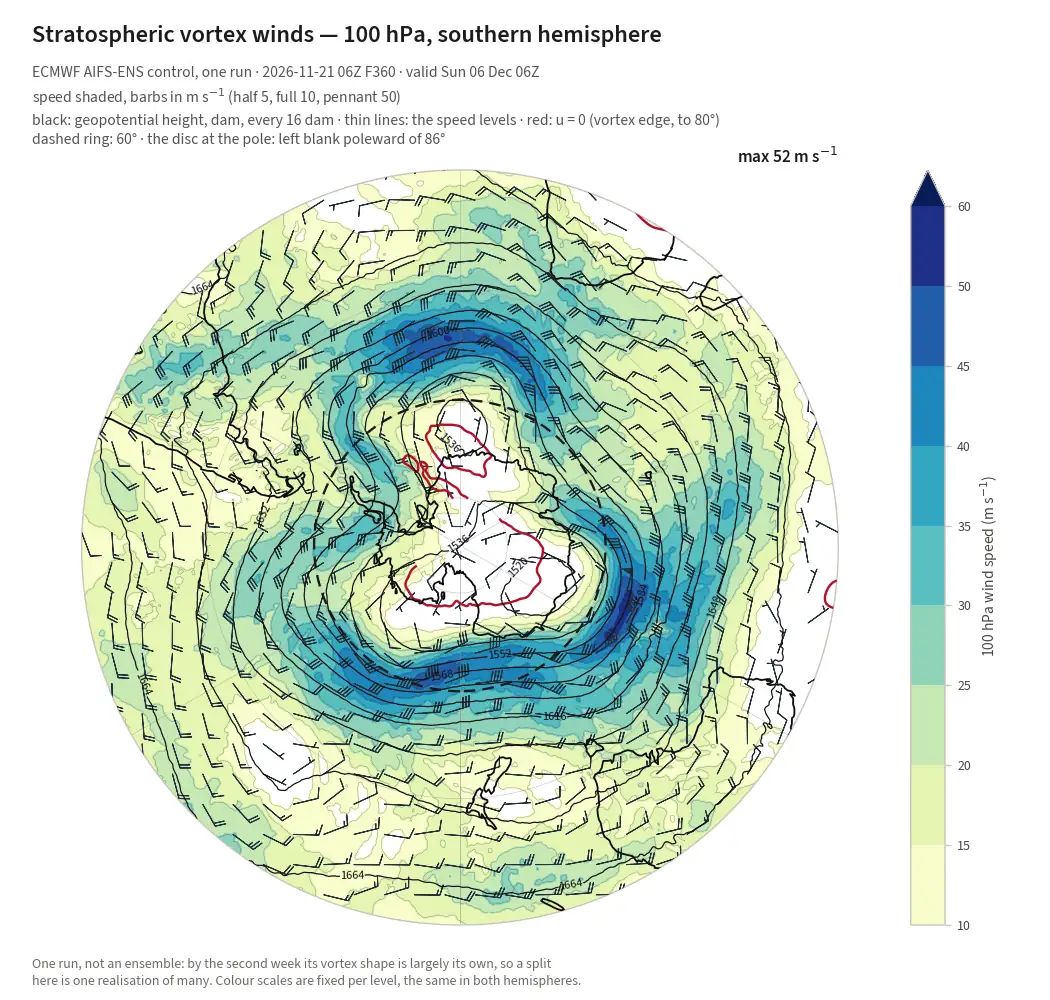 Stratospheric vortex winds — 100 hPa, southern hemisphere
ECMWF AIFS-ENS control, one run · 2026-11-21 06Z F360 · valid Sun 06 Dec 06Z
speed shaded, barbs in m s⁻¹ (half 5, full 10, pennant 50)
black: geopotential height, dam, every 16 dam · thin lines: the speed levels · red: u = 0 (vortex edge, to 80°)
dashed ring: 60° · the disc at the pole: left blank poleward of 86°
max 52 m s⁻¹
60
50
45
40
35
30
25
20
15
10
100 hPa wind speed (m s⁻¹)
1664
1600
1536
1632
1536
1520
1584
1648
1552
1568
1664
1616
1664
1664
One run, not an ensemble: by the second week its vortex shape is largely its own, so a split
here is one realisation of many. Colour scales are fixed per level, the same in both hemispheres.